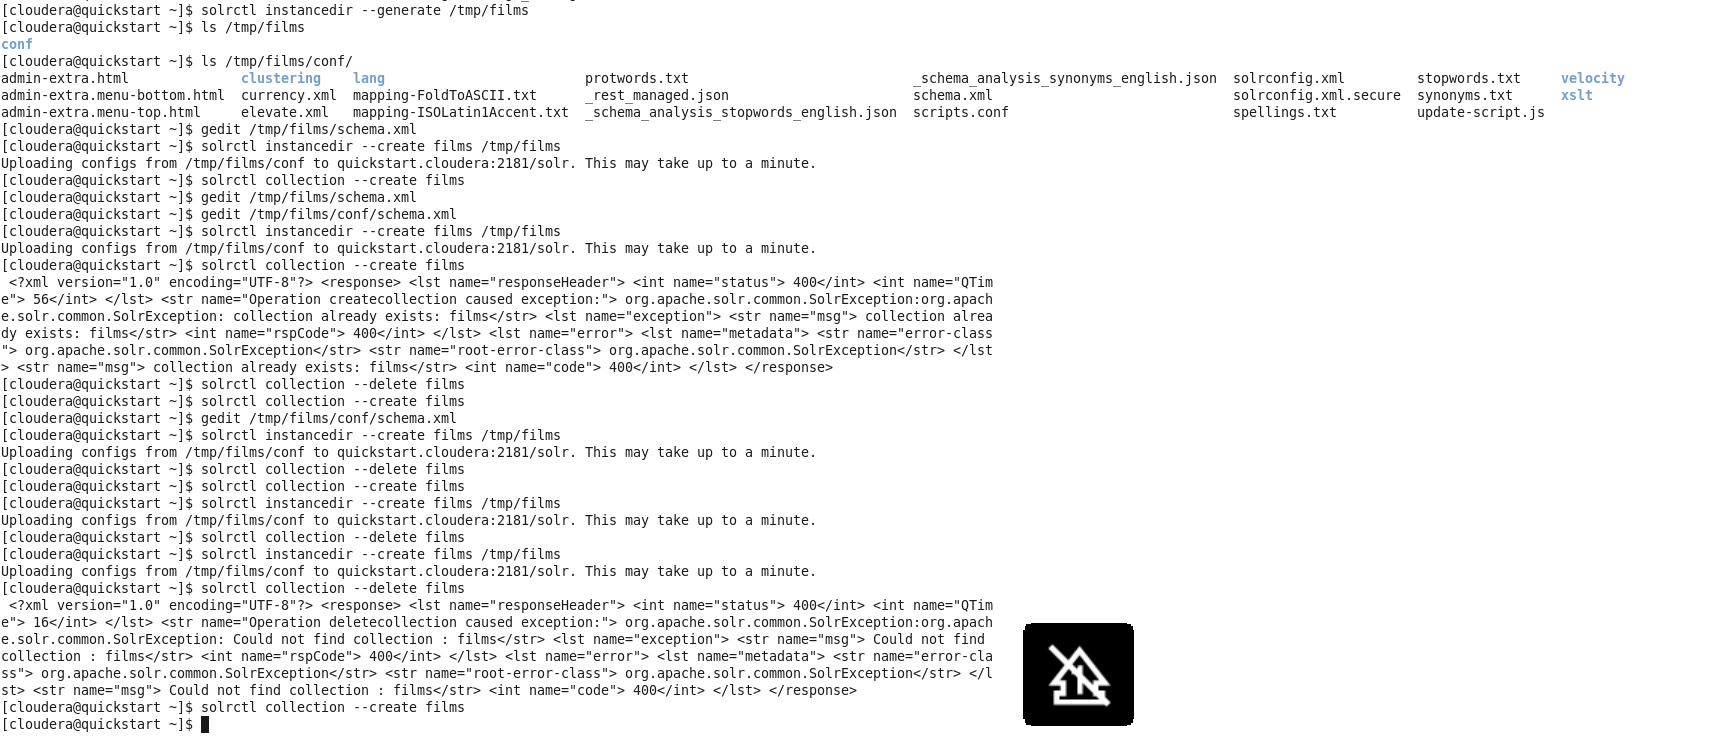 [cloudera@quickstart ~]$ solrctl instancedir --generate /tmp/films
[cloudera@quickstart ~]$ ls /tmp/films
conf
[cloudera@quickstart ~]$ ls /tmp/films/conf/
admin-extra.html clustering lang protwords.txt _schema_analysis_synonyms_english.json solrconfig.xml stopwords.txt velocity
admin-extra.menu-bottom.html currency.xml mapping-FoldToASCII.txt _rest_managed.json schema.xml solrconfig.xml.secure synonyms.txt xslt
admin-extra.menu-top.html elevate.xml mapping-ISOLatin1Accent.txt _schema_analysis_stopwords_english.json scripts.conf spellings.txt update-script.js
[cloudera@quickstart ~]$ gedit /tmp/films/schema.xml
[cloudera@quickstart ~]$ solrctl instancedir --create films /tmp/films
Uploading configs from /tmp/films/conf to quickstart.cloudera:2181/solr. This may take up to a minute.
[cloudera@quickstart ~]$ solrctl collection --create films
[cloudera@quickstart ~]$ gedit /tmp/films/schema.xml
[cloudera@quickstart ~]$ gedit /tmp/films/conf/schema.xml
[cloudera@quickstart ~]$ solrctl instancedir --create films /tmp/films
Uploading configs from /tmp/films/conf to quickstart.cloudera:2181/solr. This may take up to a minute.
[cloudera@quickstart ~]$ solrctl collection --create films
<?xml version="1.0" encoding="UTF-8"?> <response> <lst name="responseHeader"> <int name="status"> 400</int> <int name="QTim
e"> 56</int> </lst> <str name="Operation createcollection caused exception:"> org.apache.solr.common.SolrException:org.apach
e.solr.common.SolrException: collection already exists: films</str> <lst name="exception"> <str name="msg"> collection alrea
dy exists: films</str> <int name="rspCode"> 400</int> </lst> <lst name="error"> <lst name="metadata"> <str name="error-class
"> org.apache.solr.common.SolrException</str> <str name="root-error-class"> org.apache.solr.common.SolrException</str> </lst
> <str name="msg"> collection already exists: films</str> <int name="code"> 400</int> </lst> </response>
[cloudera@quickstart ~]$ solrctl collection --delete films
[cloudera@quickstart ~]$ solrctl collection --create films
[cloudera@quickstart ~]$ gedit /tmp/films/conf/schema.xml
[cloudera@quickstart ~]$ solrctl instancedir --create films /tmp/films
Uploading configs from /tmp/films/conf to quickstart.cloudera:2181/solr. This may take up to a minute.
[cloudera@quickstart ~]$ solrctl collection --delete films
[cloudera@quickstart ~]$ solrctl collection --create films
[cloudera@quickstart ~]$ solrctl instancedir --create films /tmp/films
Uploading configs from /tmp/films/conf to quickstart.cloudera:2181/solr. This may take up to a minute.
[cloudera@quickstart ~]$ solrctl collection --delete films
[cloudera@quickstart ~]$ solrctl instancedir --create films /tmp/films
Uploading configs from /tmp/films/conf to quickstart.cloudera:2181/solr. This may take up to a minute.
[cloudera@quickstart ~]$ solrctl collection --delete films
<?xml version="1.0" encoding="UTF-8"?> <response> <lst name="responseHeader"> <int name="status"> 400</int> <int name="QTim
e"> 16</int> </lst> <str name="Operation deletecollection caused exception:"> org.apache.solr.common.SolrException:org.apach
e.solr.common.SolrException: Could not find collection : films</str> <lst name="exception"> <str name="msg"> Could not find
collection : films</str> <int name="rspCode"> 400</int> </lst> <lst name="error"> <lst name="metadata"> <str name="error-cla
ss"> org.apache.solr.common.SolrException</str> <str name="root-error-class"> org.apache.solr.common.SolrException</str> </l
st> <str name="msg"> Could not find collection : films</str> <int name="code"> 400</int> </lst> </response>
[cloudera@quickstart ~]$ solrctl collection --create films
[cloudera@quickstart ~]$